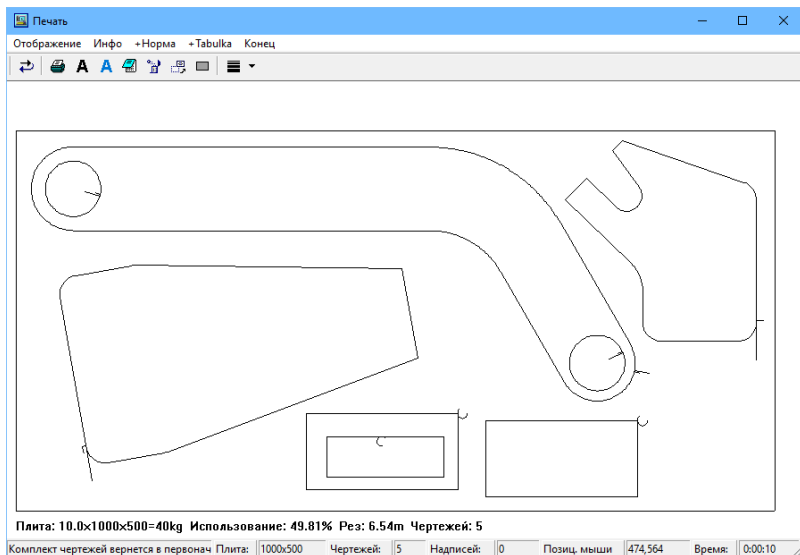 Печать
Отображение Инфо +Норма +Tabulka Конец
A A
Плита: 10.0x1000x500=40kg Использование: 49.81% Рез: 6.54m Чертежей: 5
Комплект чертежей вернется в первонач Плита: 1000x500 Чертежей: 5 Надписей: 0 Позиц. мыши 474,564 Время: 0:00:10